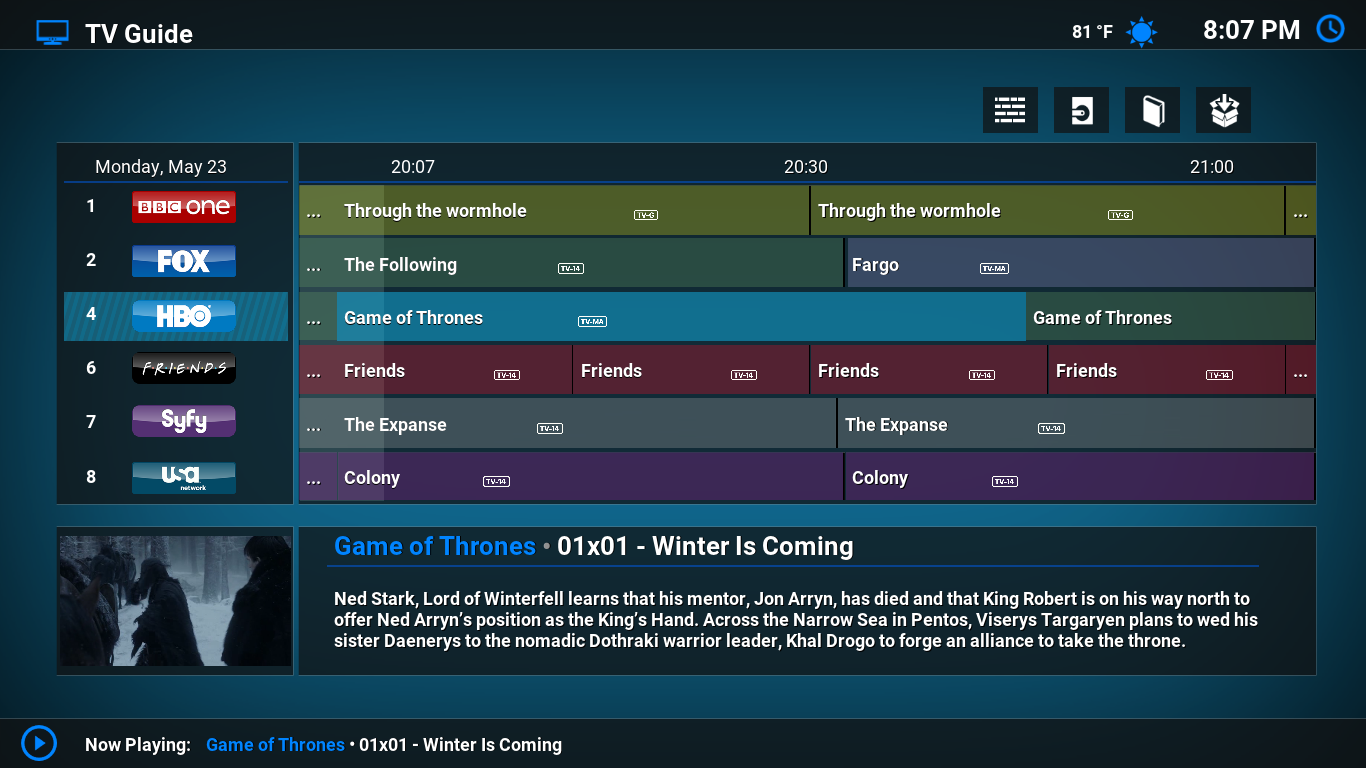 TV Guide
81 °F
8:07 PM
Monday, May 23
20:07
20:30
21:00
1
BBC one
... Through the wormhole TV-G
Through the wormhole TV-G
...
2
FOX
... The Following TV-14
Fargo TV-MA
4
HBO
... Game of Thrones TV-MA
Game of Thrones
6
F·R·I·E·N·D·S
... Friends TV-14
Friends TV-14
Friends TV-14
Friends TV-14
...
7
Syfy
... The Expanse TV-14
The Expanse TV-14
8
usa network
... Colony TV-14
Colony TV-14
Game of Thrones • 01x01 - Winter Is Coming
Ned Stark, Lord of Winterfell learns that his mentor, Jon Arryn, has died and that King Robert is on his way north to
offer Ned Arryn’s position as the King’s Hand. Across the Narrow Sea in Pentos, Viserys Targaryen plans to wed his
sister Daenerys to the nomadic Dothraki warrior leader, Khal Drogo to forge an alliance to take the throne.
Now Playing: Game of Thrones • 01x01 - Winter Is Coming